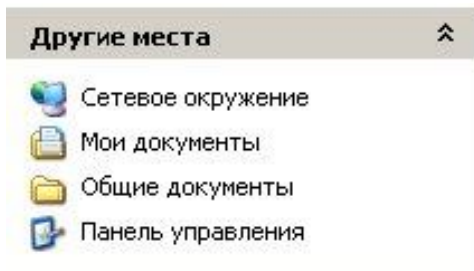 Другие места
Сетевое окружение
Мои документы
Общие документы
Панель управления